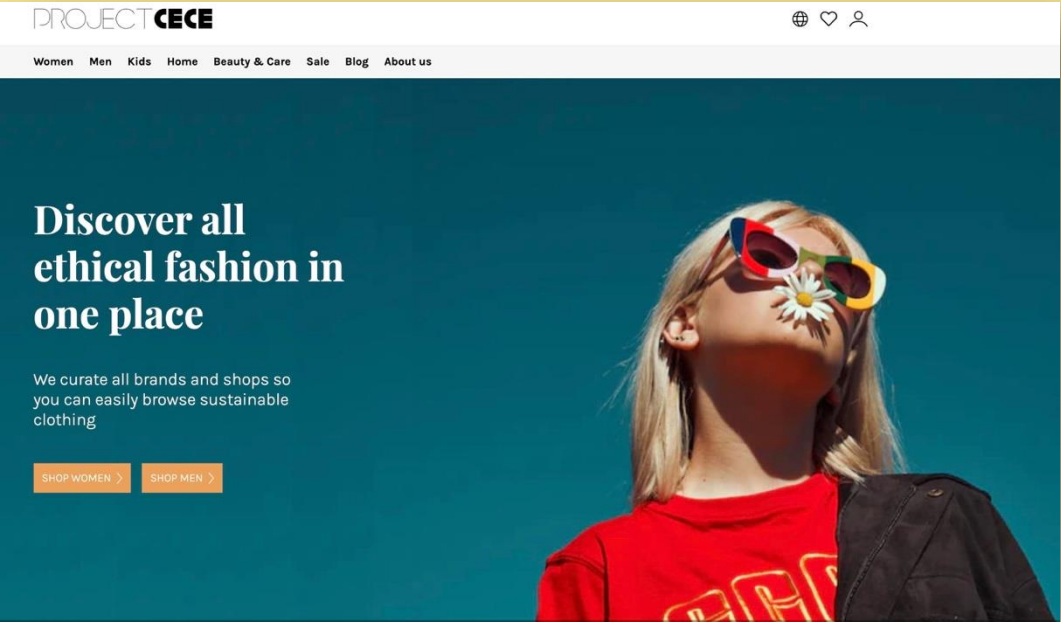 PROJECTCECE
Women Men Kids Home Beauty & Care Sale Blog About us
Discover all
ethical fashion in
one place
We curate all brands and shops so
you can easily browse sustainable
clothing
SHOP WOMEN SHOP MEN